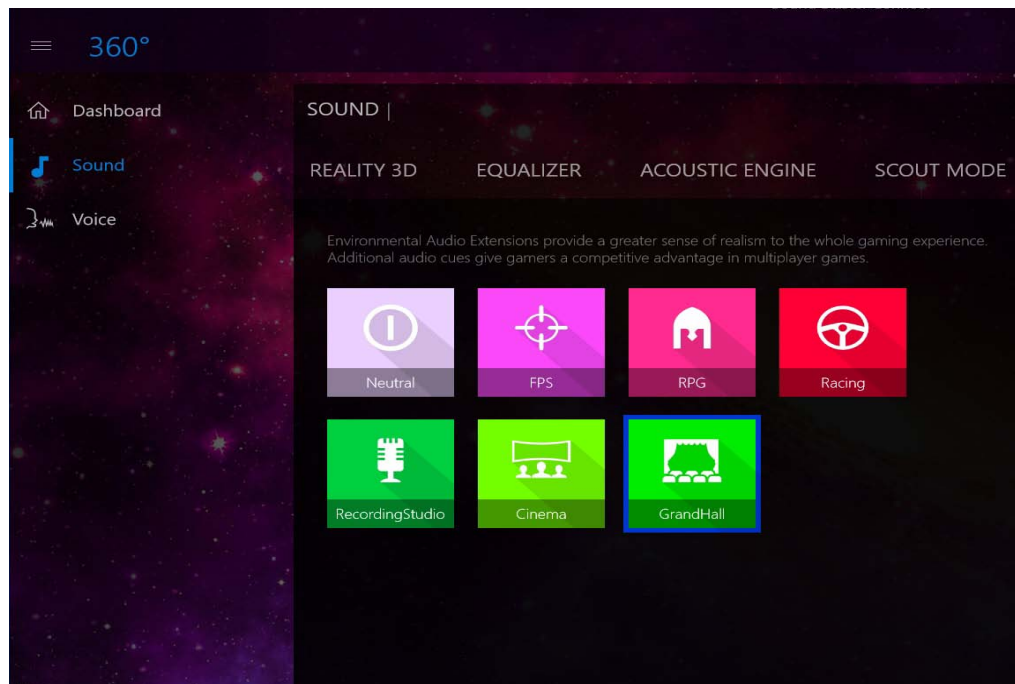 360°
Dashboard
Sound
Voice
SOUND |
REALITY 3D EQUALIZER ACOUSTIC ENGINE SCOUT MODE
Environmental Audio Extensions provide a greater sense of realism to the whole gaming experience.
Additional audio cues give gamers a competitive advantage in multiplayer games.
Neutral FPS RPG Racing
RecordingStudio Cinema GrandHall